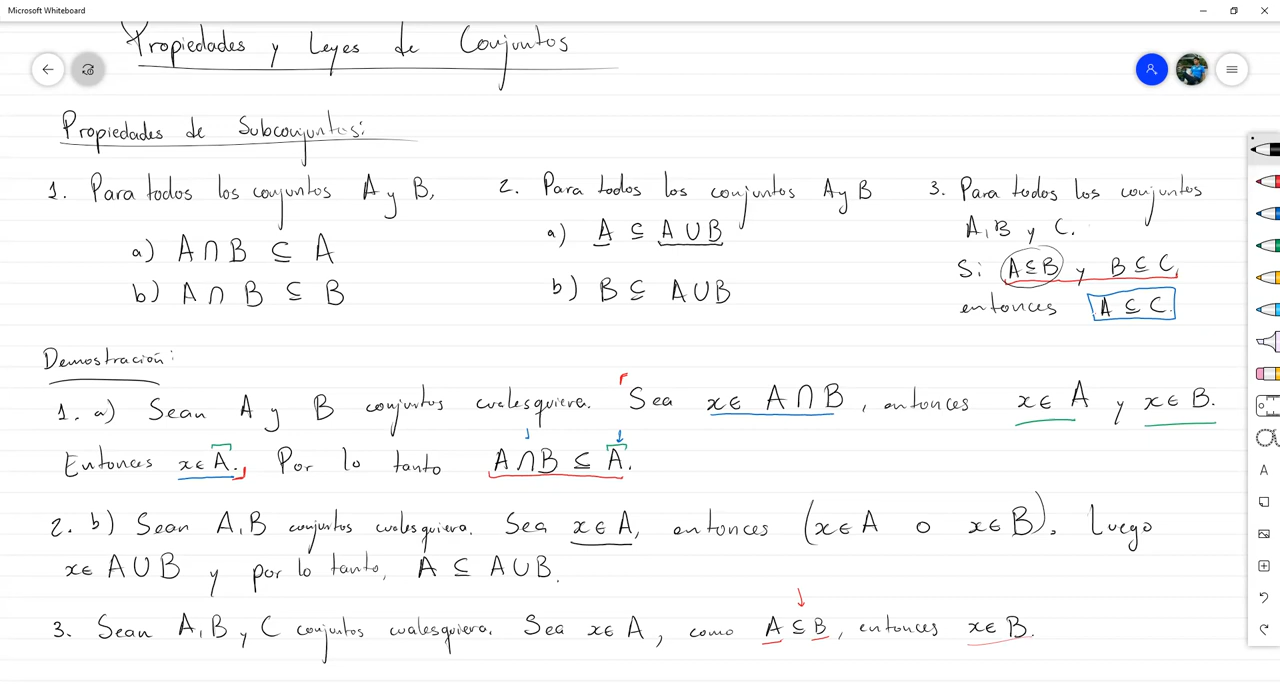 Microsoft Whiteboard
Propiedades y Leyes de Conjuntos
Propiedades de Subconjuntos:
1. Para todos los conjuntos A y B,
a) A ∩ B ⊆ A
b) A ∩ B ⊆ B
2. Para todos los conjuntos A y B
a) A ⊆ A ∪ B
b) B ⊆ A ∪ B
3. Para todos los conjuntos
A, B y C.
Si A ⊆ B y B ⊆ C,
entonces A ⊆ C.
Demostración:
1. a) Sean A y B conjuntos cualesquiera. Sea x ∈ A ∩ B, entonces x ∈ A y x ∈ B.
Entonces x ∈ A. Por lo tanto A ∩ B ⊆ A.
2. b) Sean A, B conjuntos cualesquiera. Sea x ∈ A, entonces (x ∈ A o x ∈ B). Luego
x ∈ A ∪ B y por lo tanto, A ⊆ A ∪ B.
3. Sean A, B y C conjuntos cualesquiera. Sea x ∈ A, como A ⊆ B, entonces x ∈ B.